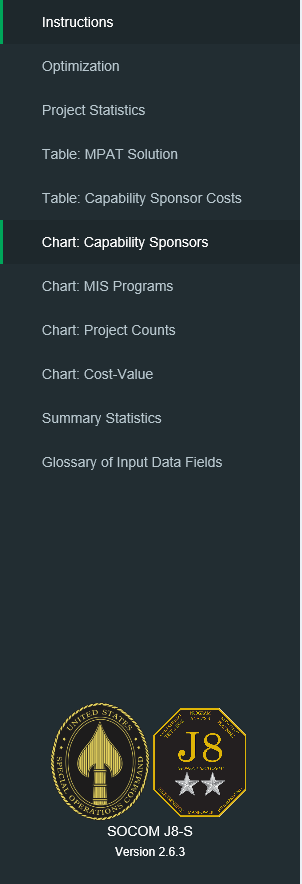 Instructions
Optimization
Project Statistics
Table: MPAT Solution
Table: Capability Sponsor Costs
Chart: Capability Sponsors
Chart: MIS Programs
Chart: Project Counts
Chart: Cost-Value
Summary Statistics
Glossary of Input Data Fields
UNITED STATES
SPECIAL OPERATIONS COMMAND
J8
SOCOM J8-S
Version 2.6.3